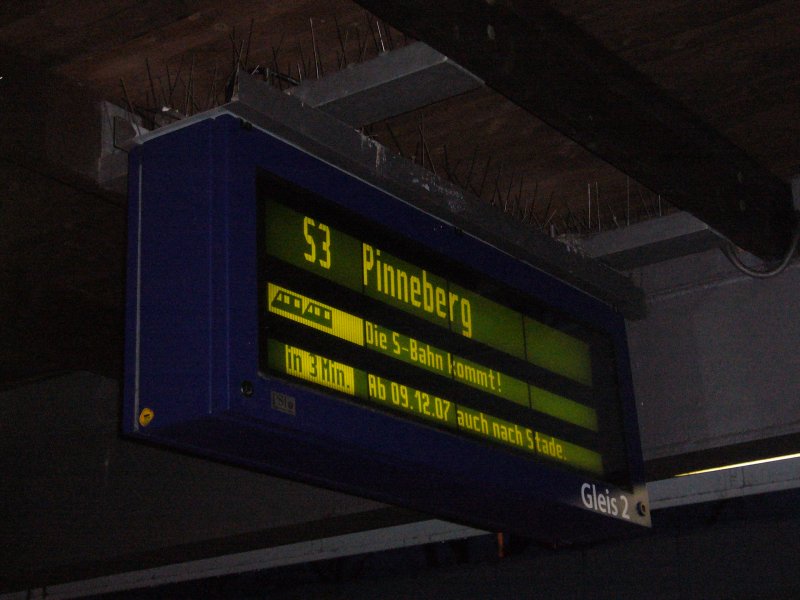 S3 Pinneberg
Die S-Bahn kommt!
in 3 Min. Ab 09.12.07 auch nach Stade.
Gleis 2